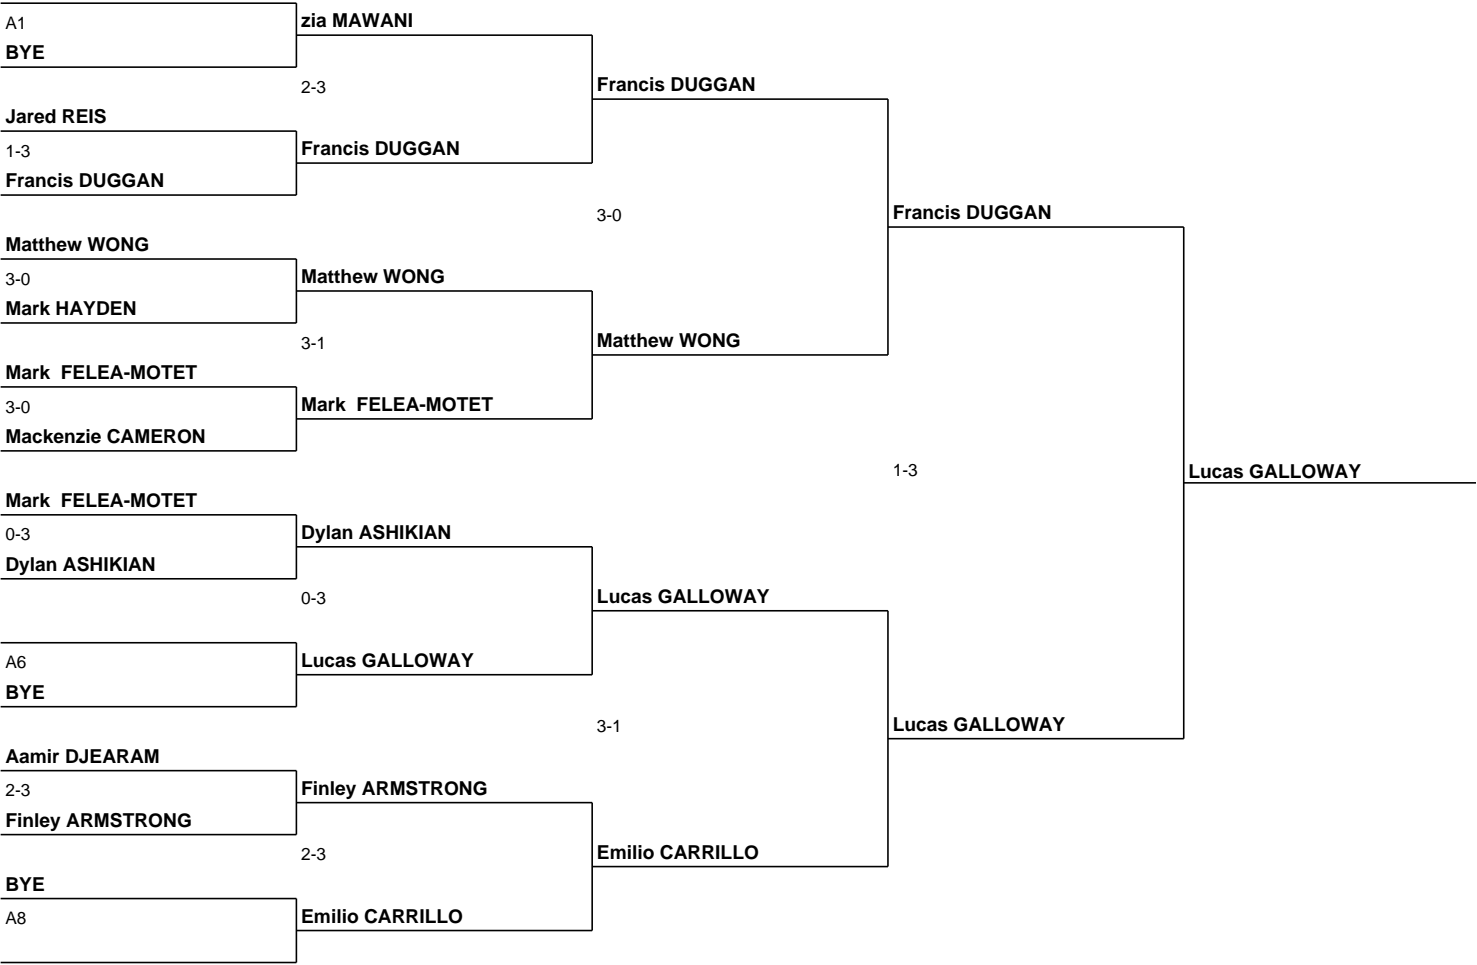 A1
BYE
zia MAWANI
2-3
Francis DUGGAN
Jared REIS
1-3
Francis DUGGAN
Francis DUGGAN
3-0
Francis DUGGAN
Matthew WONG
3-0
Mark HAYDEN
Matthew WONG
3-1
Matthew WONG
Mark  FELEA-MOTET
3-0
Mackenzie CAMERON
Mark  FELEA-MOTET
1-3
Lucas GALLOWAY
Mark  FELEA-MOTET
0-3
Dylan ASHIKIAN
Dylan ASHIKIAN
0-3
Lucas GALLOWAY
A6
BYE
Lucas GALLOWAY
3-1
Lucas GALLOWAY
Aamir DJEARAM
2-3
Finley ARMSTRONG
Finley ARMSTRONG
2-3
Emilio CARRILLO
BYE
A8
Emilio CARRILLO